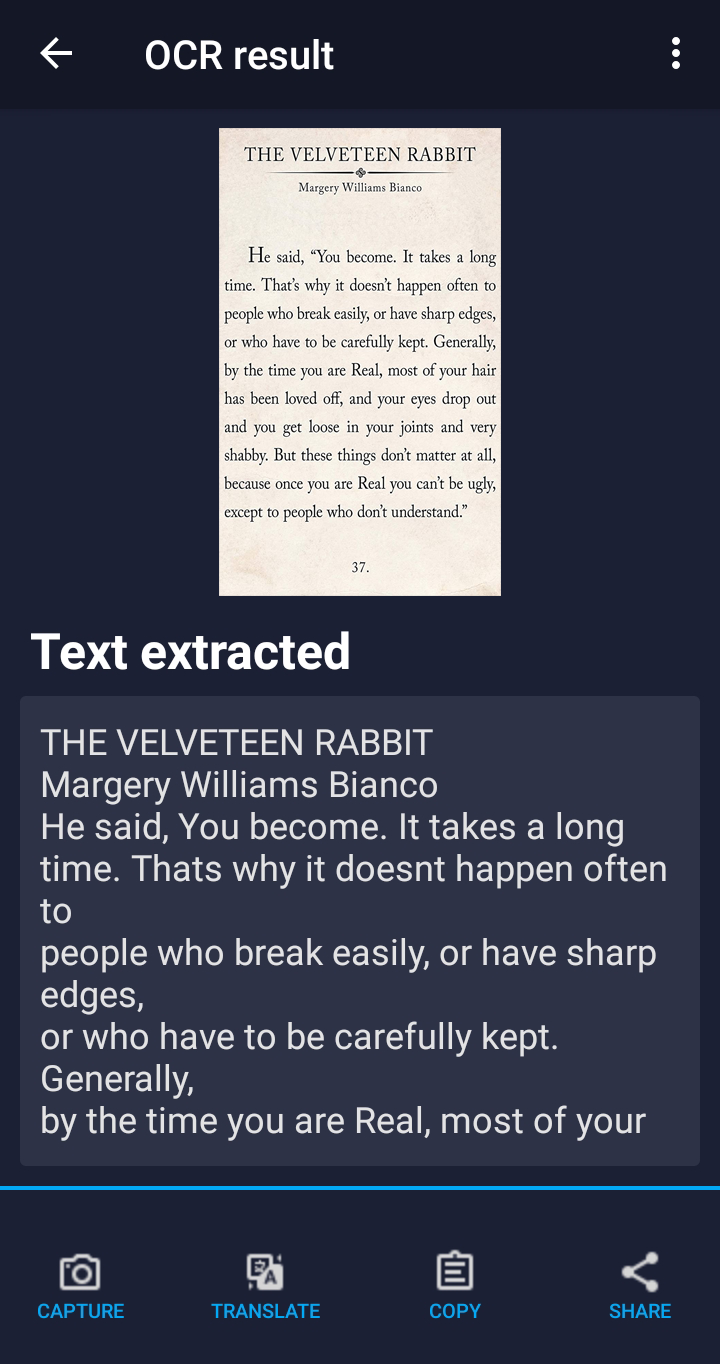 OCR result
THE VELVETEEN RABBIT
Margery Williams Bianco
He said, “You become. It takes a long
time. That’s why it doesn’t happen often to
people who break easily, or have sharp edges,
or who have to be carefully kept. Generally,
by the time you are Real, most of your hair
has been loved off, and your eyes drop out
and you get loose in your joints and very
shabby. But these things don’t matter at all,
because once you are Real you can’t be ugly,
except to people who don’t understand.”
37.
Text extracted
THE VELVETEEN RABBIT
Margery Williams Bianco
He said, You become. It takes a long
time. Thats why it doesnt happen often
to
people who break easily, or have sharp
edges,
or who have to be carefully kept.
Generally,
by the time you are Real, most of your
CAPTURE
TRANSLATE
COPY
SHARE